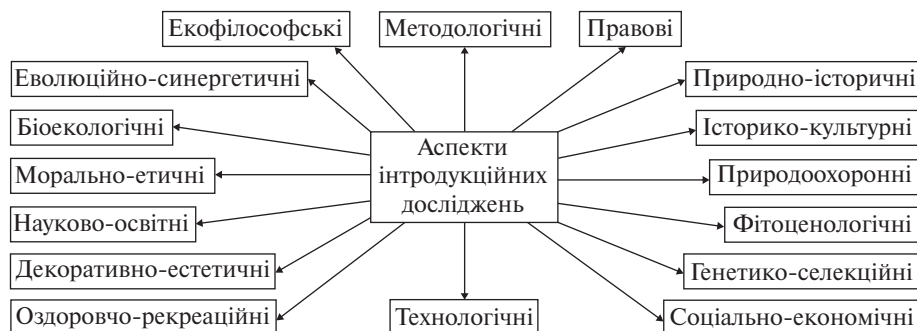 Екофілософські
Методологічні
Правові
Еволюційно-синергетичні
Природно-історичні
Біоекологічні
Аспекти
інтродукційних
досліджень
Історико-культурні
Морально-етичні
Природоохоронні
Науково-освітні
Фітоценологічні
Декоративно-естетичні
Генетико-селекційні
Оздоровчо-рекреаційні
Технологічні
Соціально-економічні